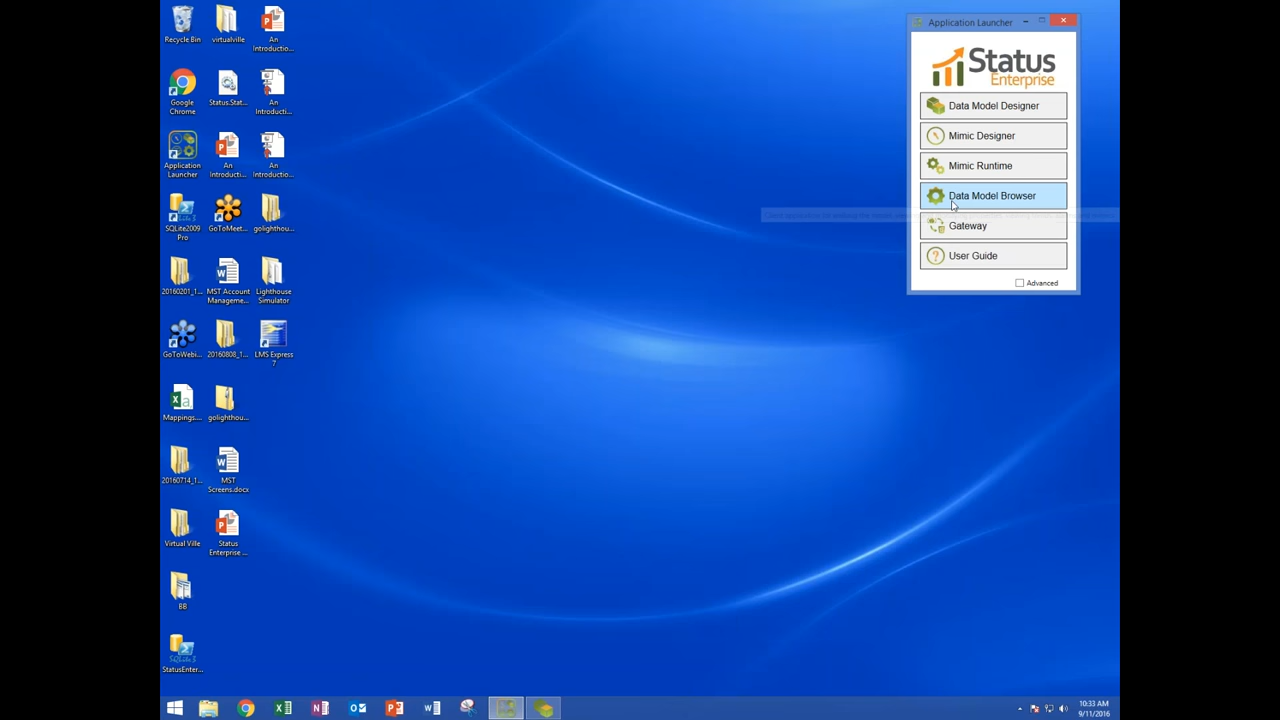 Recycle Bin
virtualville
An
Introductio...
Google
Chrome
Status.Stat...
An
Introducti...
Application
Launcher
An
Introducti...
An
Introducti...
SQLite2009
Pro
GoToMeet...
golighthou...
20160201_1...
MST Account
Manageme...
Lighthouse
Simulator
GoToWebi...
20160808_1...
LMS Express
7
Mappings....
golighthou...
20160714_1...
MST
Screens.docx
Virtual Ville
Status
Enterprise ...
BB
StatusEnter...
Application Launcher
Status
Enterprise
Data Model Designer
Mimic Designer
Mimic Runtime
Data Model Browser
Gateway
User Guide
Advanced
10:33 AM
9/11/2016